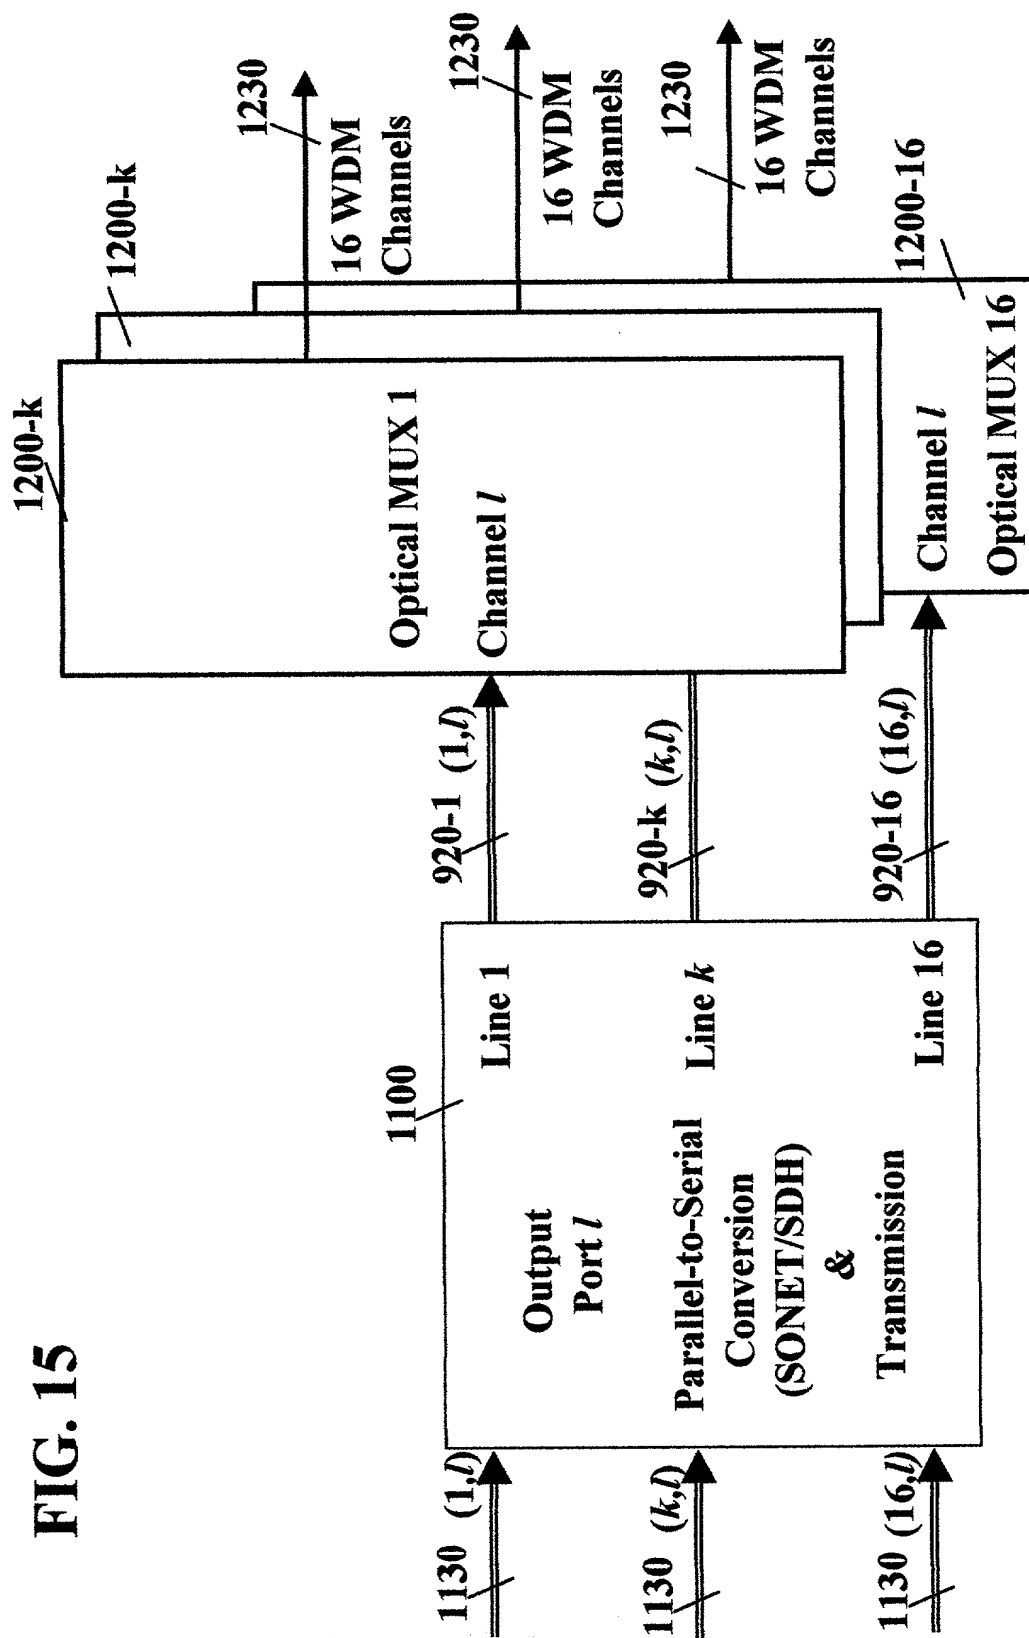 FIG. 15
1130 (1,l)
1130 (k,l)
1130 (16,l)
1100
Output
Port l
Parallel-to-Serial
Conversion
(SONET/SDH)
&
Transmission
Line 1
Line k
Line 16
920-1 (1,l)
920-k (k,l)
920-16 (16,l)
1200-k
Optical MUX 1
Channel l
1200-k
Channel l
Optical MUX 16
1200-16
1230
16 WDM
Channels
1230
16 WDM
Channels
1230
16 WDM
Channels